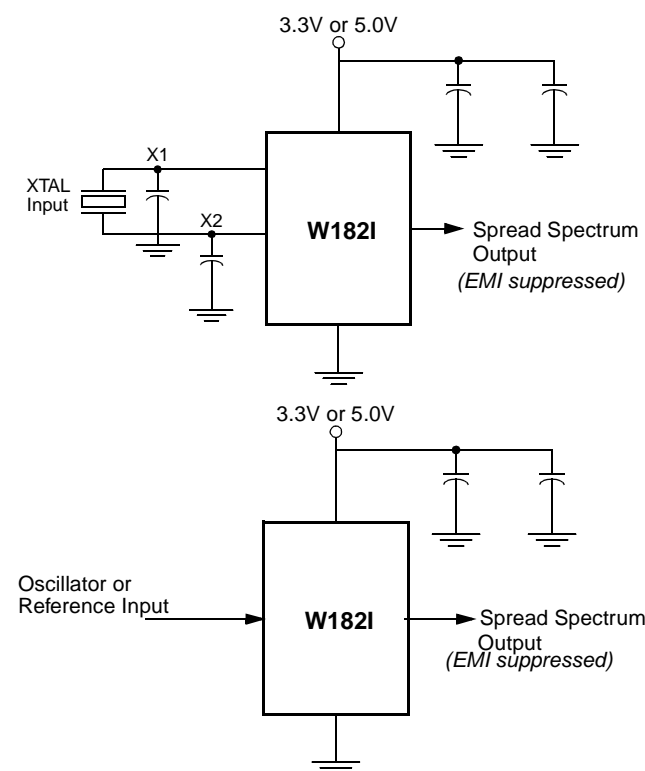 3.3V or 5.0V
X1
XTAL
Input
X2
W182I
Spread Spectrum
Output
(EMI suppressed)
3.3V or 5.0V
Oscillator or
Reference Input
W182I
Spread Spectrum
Output
(EMI suppressed)